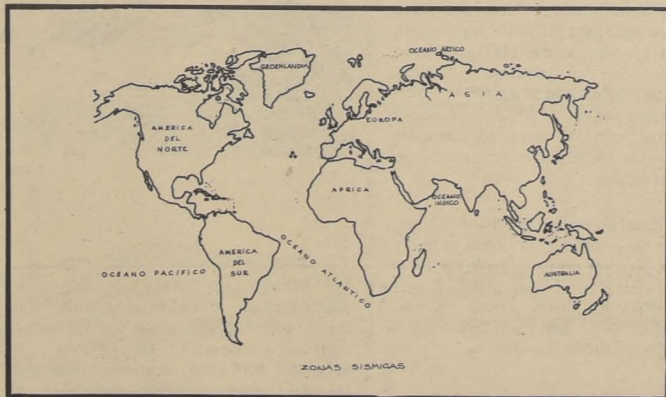 OCEANO ARTICO
GROENLANDIA
A S I A
EUROPA
AMERICA
DEL
NORTE
AFRICA
OCEANO
INDICO
AMERICA
DEL
SUR
OCEANO ATLANTICO
OCEANO PACIFICO
AUSTRALIA
ZONAS SISMICAS